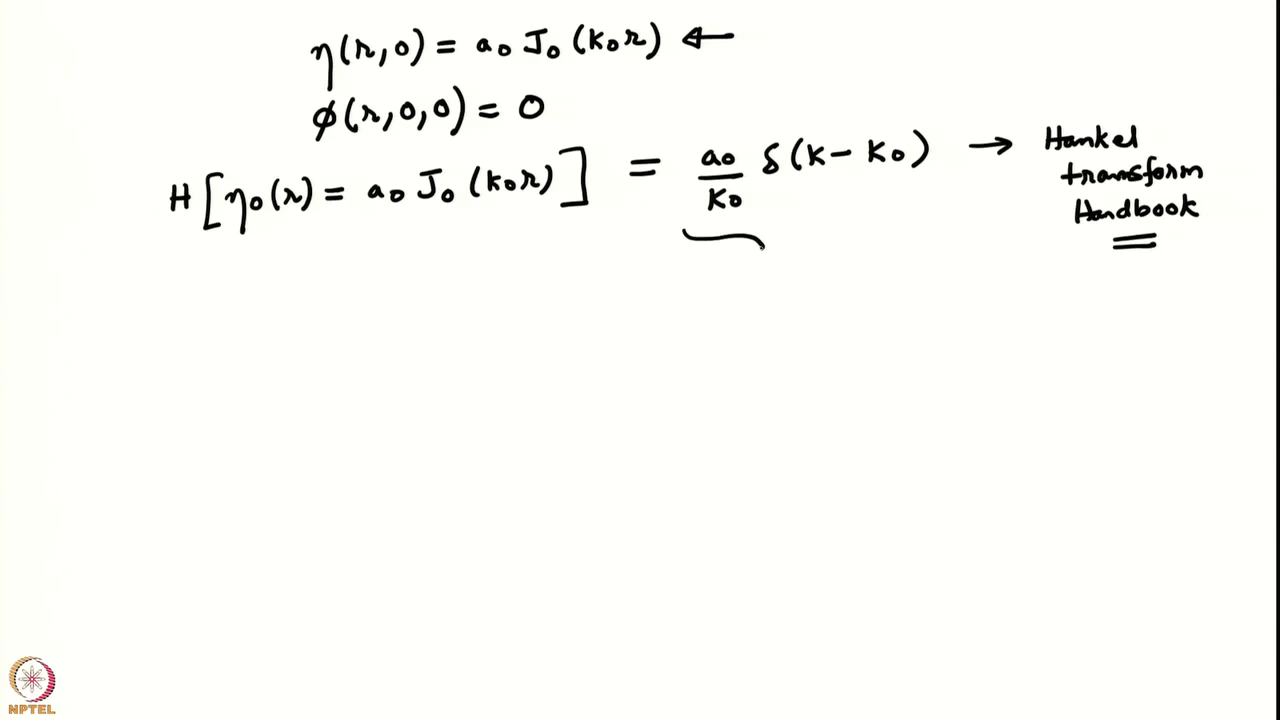 η(r,0) = a₀ J₀ (k₀r) ←
φ(r,0,0) = 0
H[η₀(r) = a₀ J₀ (k₀r)] = a₀/k₀ δ(k - k₀) → Hankel
transform
Handbook
NPTEL